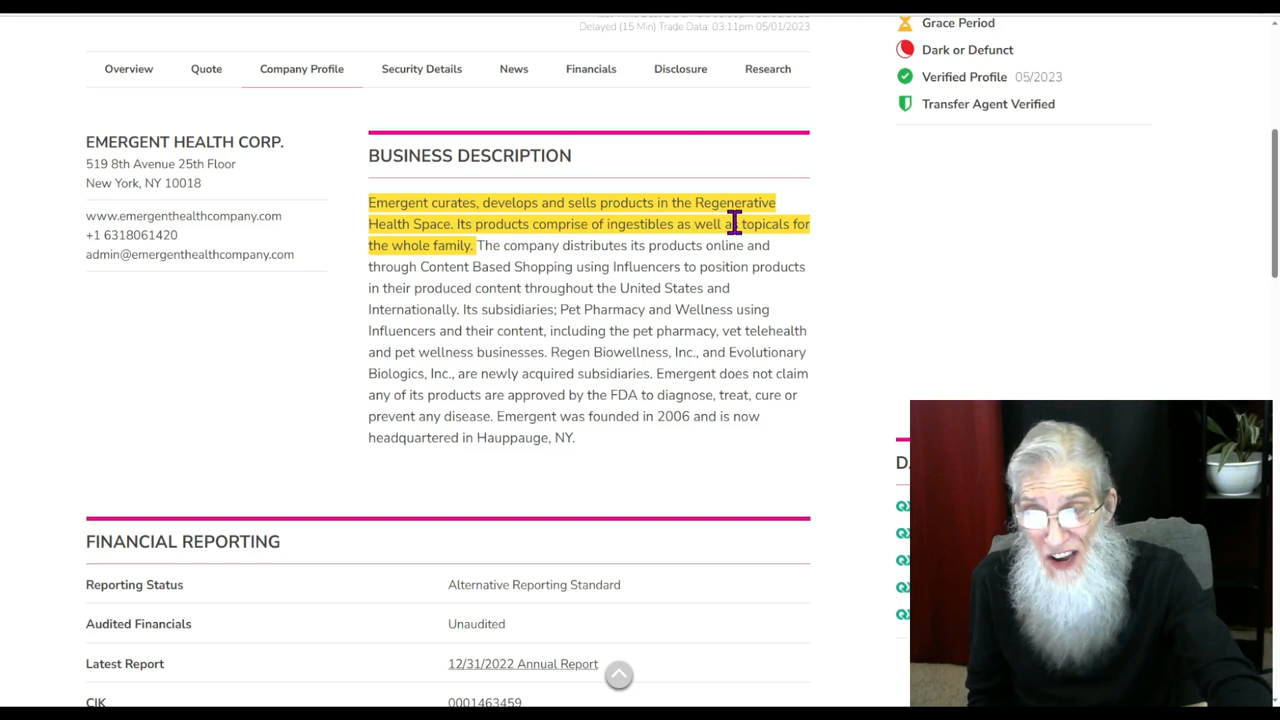 Delayed (15 Min) Trade Data: 03:11pm 05/01/2023
Overview Quote Company Profile Security Details News Financials Disclosure Research
Grace Period
Dark or Defunct
Verified Profile 05/2023
Transfer Agent Verified
EMERGENT HEALTH CORP.
519 8th Avenue 25th Floor
New York, NY 10018
www.emergenthealthcompany.com
+1 6318061420
admin@emergenthealthcompany.com
BUSINESS DESCRIPTION
Emergent curates, develops and sells products in the Regenerative
Health Space. Its products comprise of ingestibles as well as topicals for
the whole family. The company distributes its products online and
through Content Based Shopping using Influencers to position products
in their produced content throughout the United States and
Internationally. Its subsidiaries; Pet Pharmacy and Wellness using
Influencers and their content, including the pet pharmacy, vet telehealth
and pet wellness businesses. Regen Biowellness, Inc., and Evolutionary
Biologics, Inc., are newly acquired subsidiaries. Emergent does not claim
any of its products are approved by the FDA to diagnose, treat, cure or
prevent any disease. Emergent was founded in 2006 and is now
headquartered in Hauppauge, NY.
FINANCIAL REPORTING
Reporting Status Alternative Reporting Standard
Audited Financials Unaudited
Latest Report 12/31/2022 Annual Report
CIK 0001463459